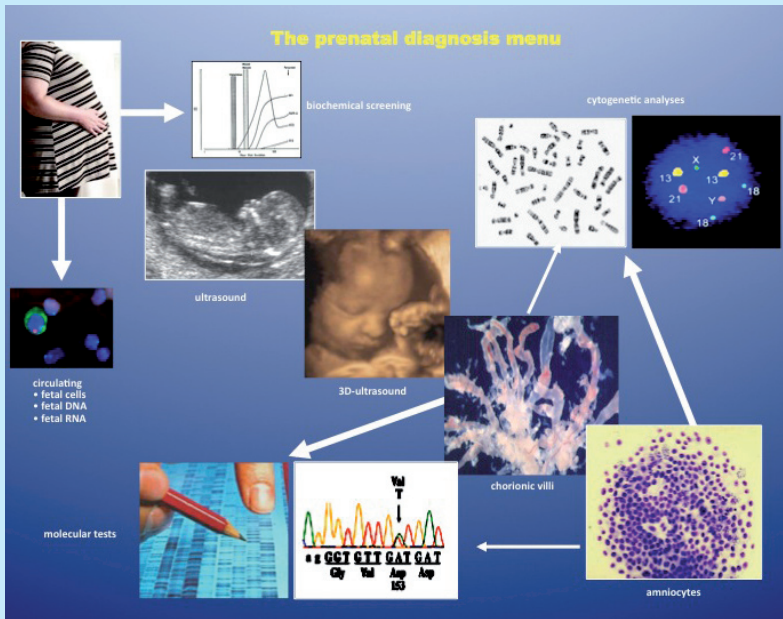 The prenatal diagnosis menu
biochemical screening
cytogenetic analyses
21
X
13
13
21
Y
18
18
ultrasound
3D-ultrasound
circulating
• fetal cells
• fetal DNA
• fetal RNA
chorionic villi
molecular tests
Val
T
a g GGT GTT GAT GAT
Gly Val Asp Asp
153
amniocytes